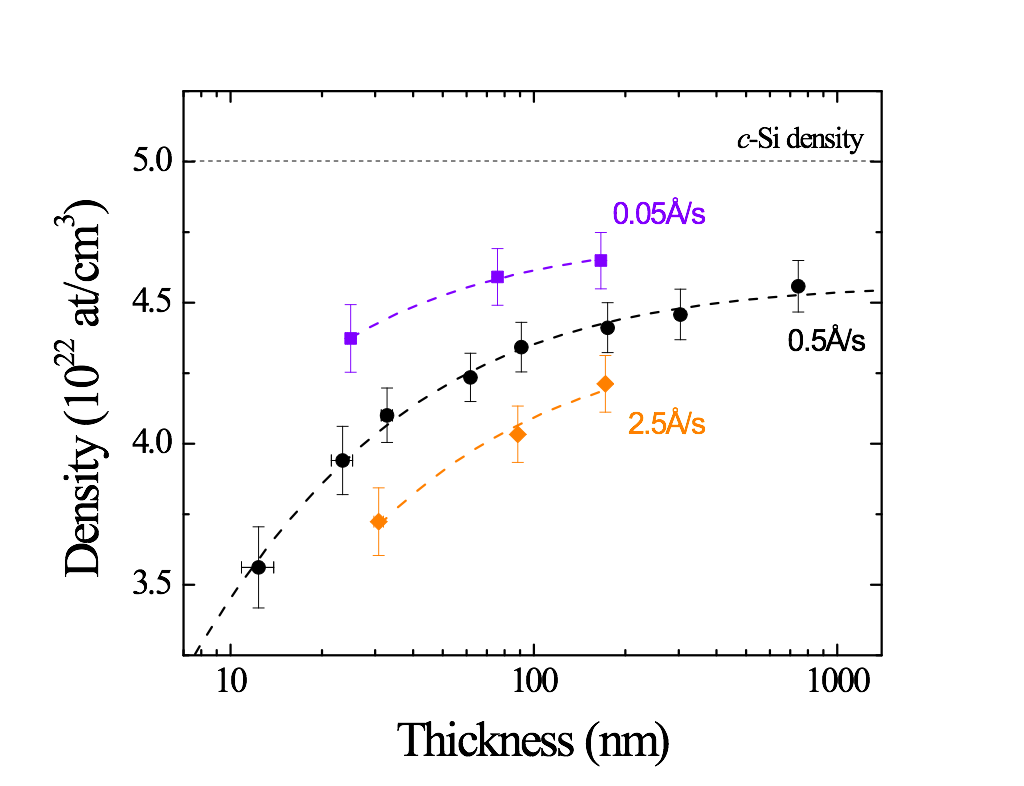 c-Si density
5.0
0.05Å/s
4.5
0.5Å/s
2.5Å/s
4.0
3.5
Density (10²² at/cm³)
10
100
1000
Thickness (nm)